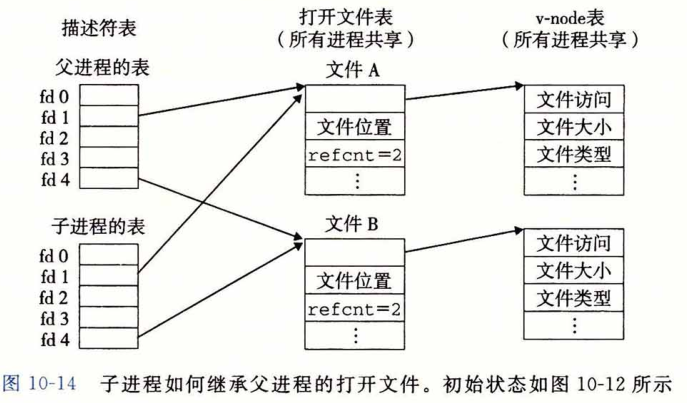 描述符表
打开文件表
（所有进程共享）
v-node表
（所有进程共享）
父进程的表
fd 0
fd 1
fd 2
fd 3
fd 4
子进程的表
fd 0
fd 1
fd 2
fd 3
fd 4
文件 A
文件位置
refcnt=2
⋮
文件 B
文件位置
refcnt=2
⋮
文件访问
文件大小
文件类型
⋮
文件访问
文件大小
文件类型
⋮
图 10-14 子进程如何继承父进程的打开文件。初始状态如图 10-12 所示